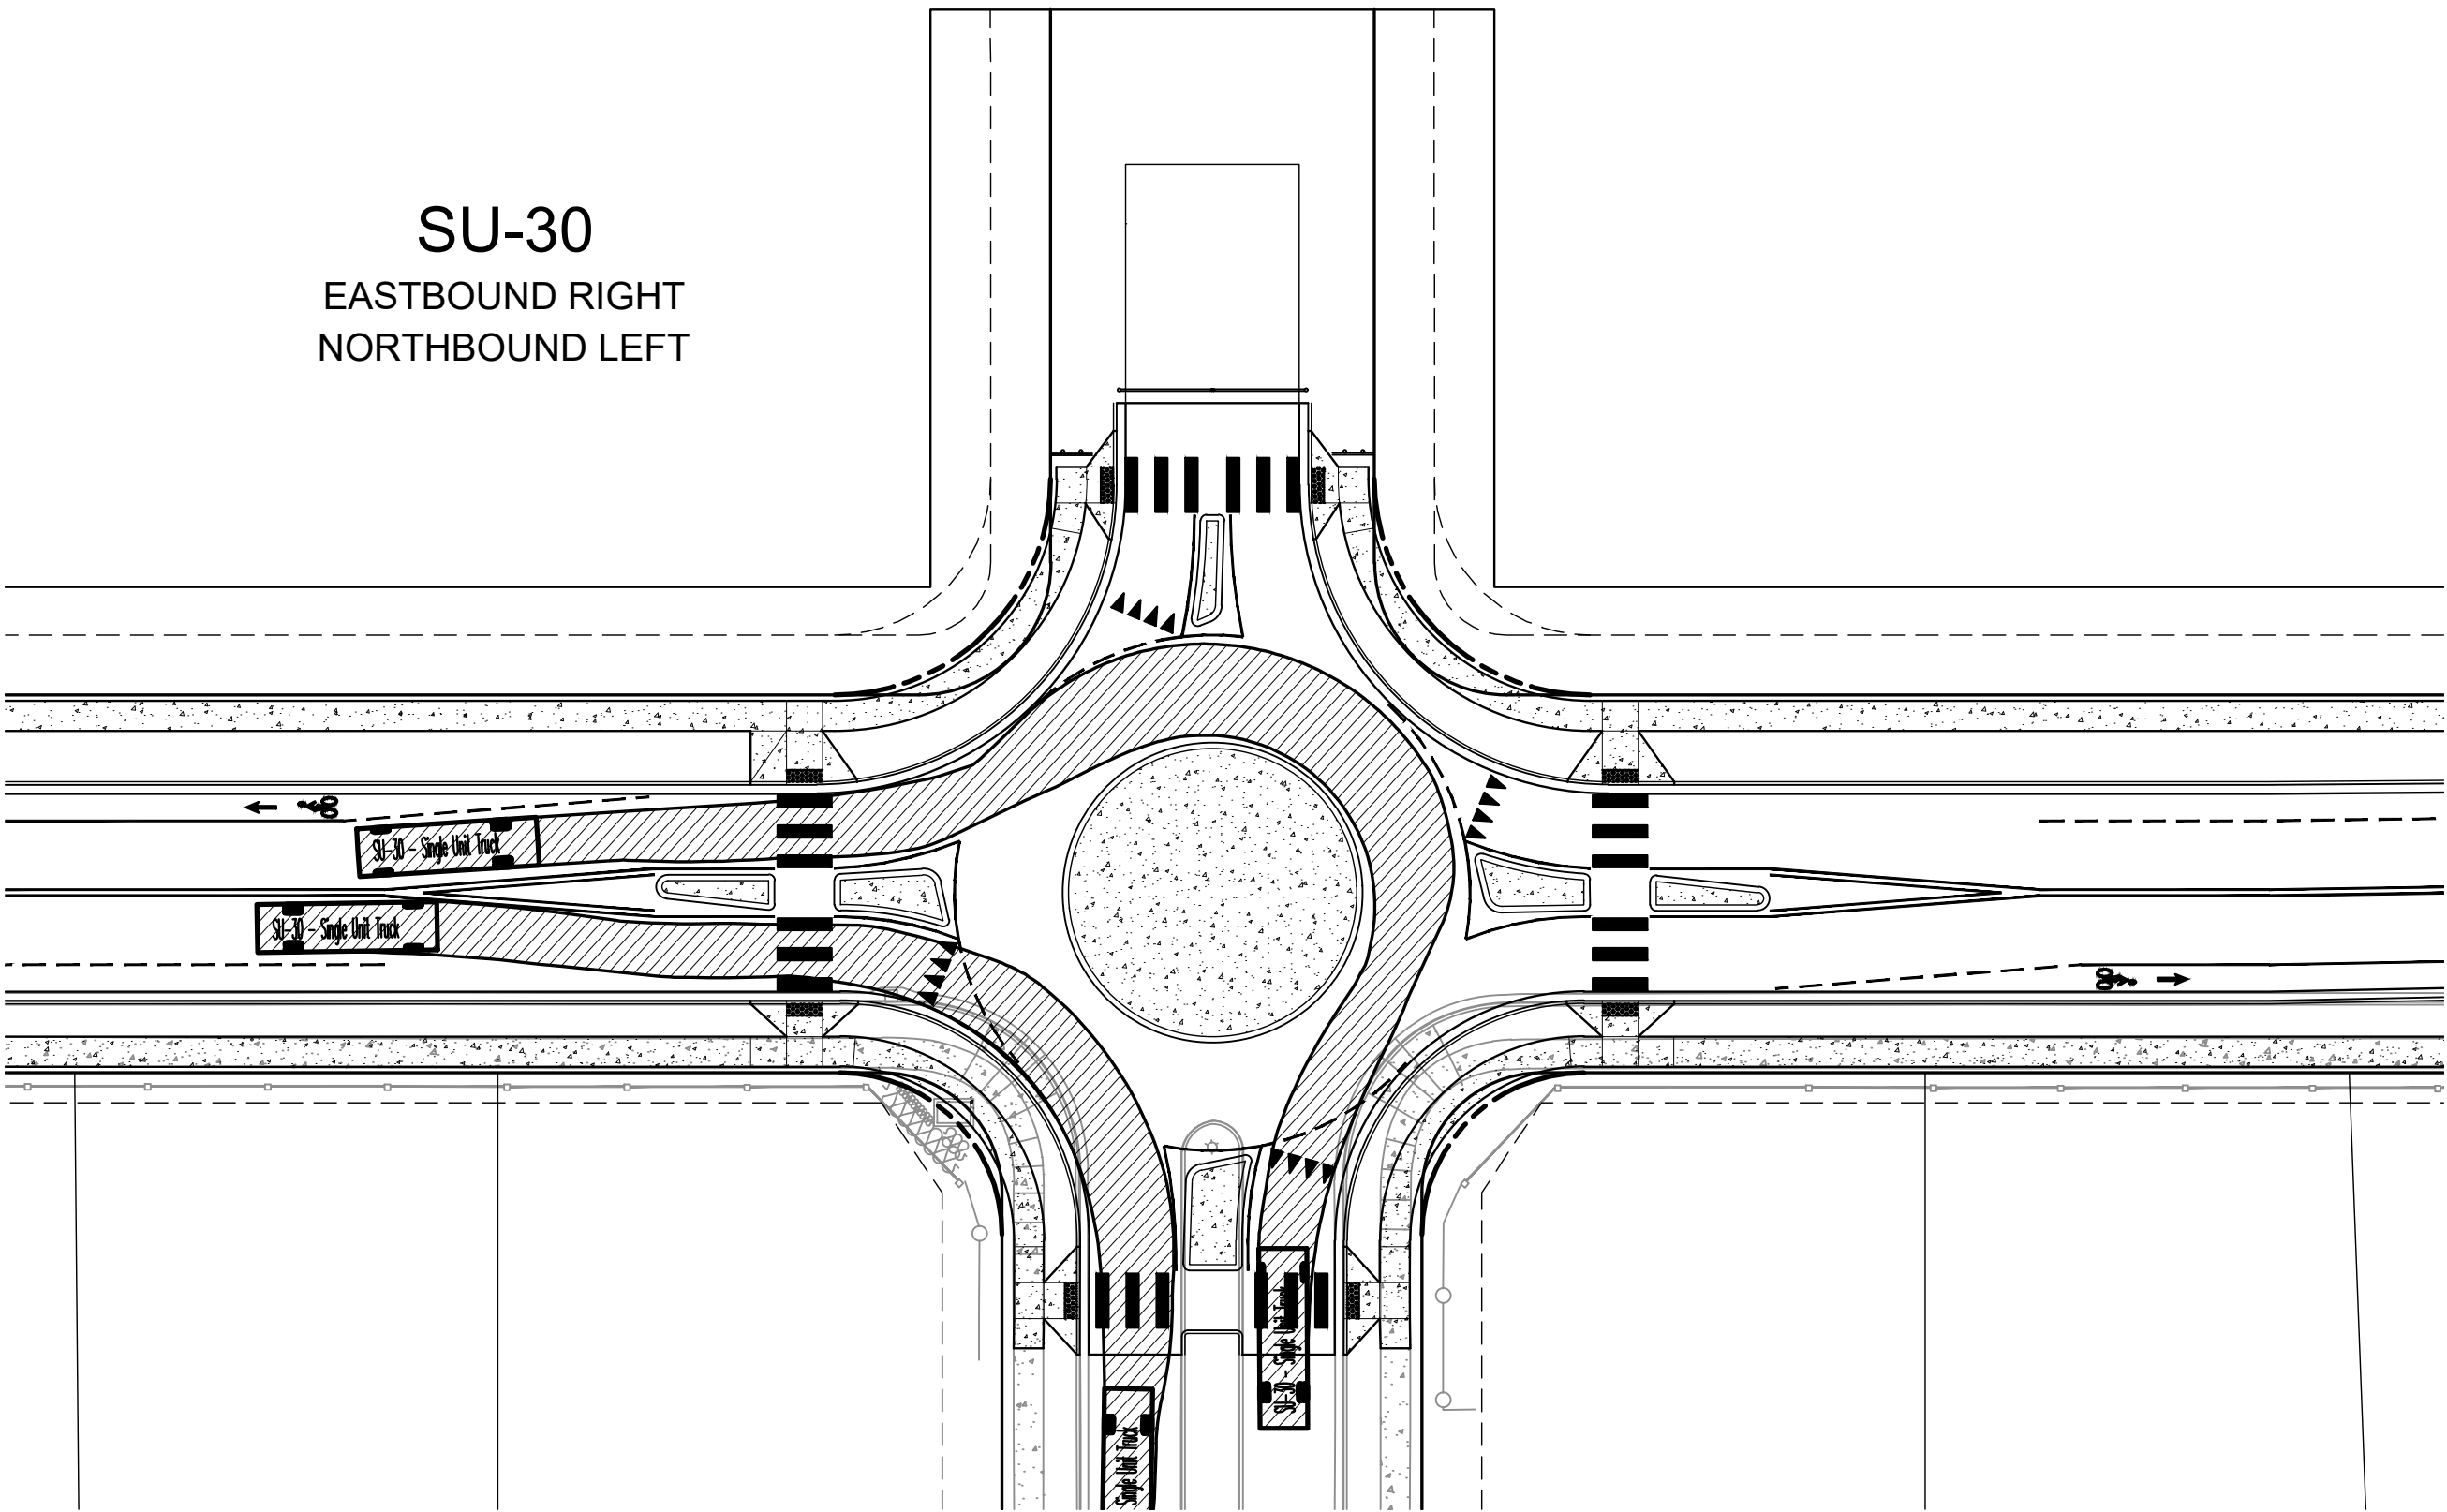 SU-30
EASTBOUND RIGHT
NORTHBOUND LEFT
SU-30 - Single Unit Truck
SU-30 - Single Unit Truck
SU-30 - Single Unit Truck
Single Unit Truck